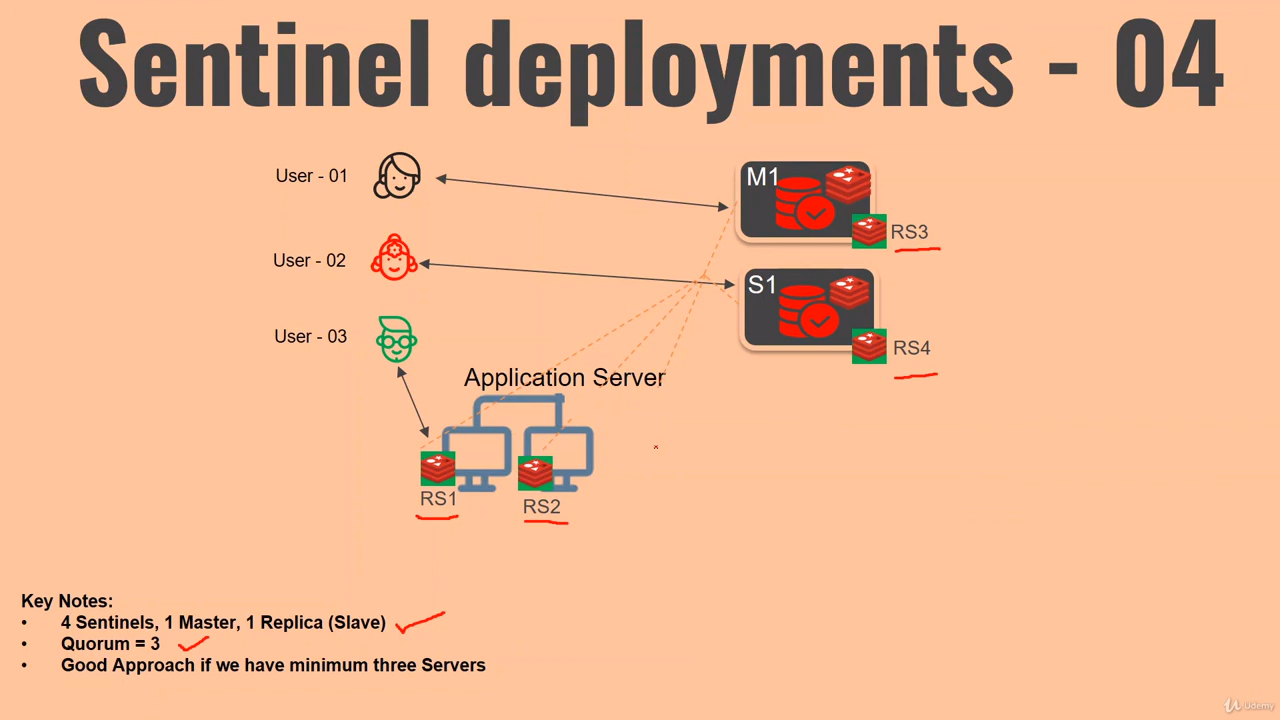 Sentinel deployments - 04
User - 01
M1
RS3
User - 02
S1
RS4
User - 03
Application Server
RS1
RS2
Key Notes:
• 4 Sentinels, 1 Master, 1 Replica (Slave)
• Quorum = 3
• Good Approach if we have minimum three Servers
Udemy